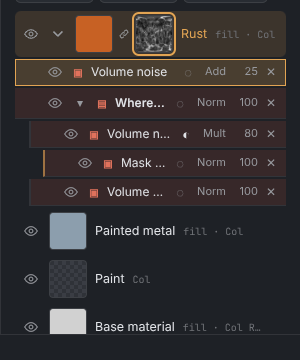 Rust fill · Col
Volume noise Add 25 ✕
Where... Norm 100 ✕
Volume n... Mult 80 ✕
Mask ... Norm 100 ✕
Volume ... Norm 100 ✕
Painted metal fill · Col
Paint Col
Base material fill · Col R…